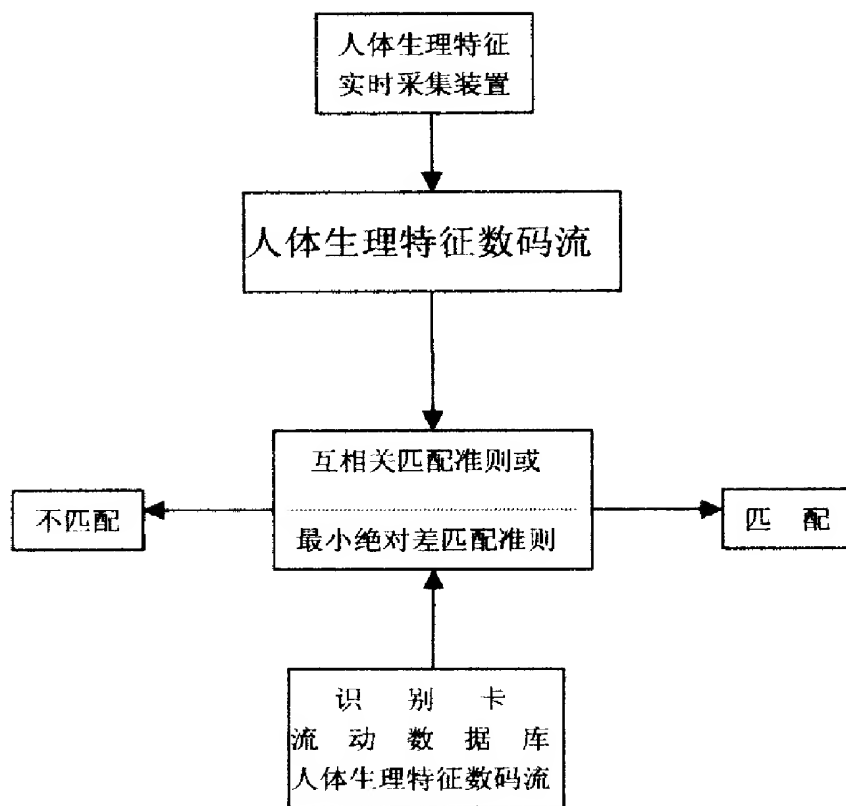 人体生理特征
实时采集装置
人体生理特征数码流
互相关匹配准则或
不匹配
匹 配
最小绝对差匹配准则
识 别 卡
流 动 数 据 库
人体生理特征数码流